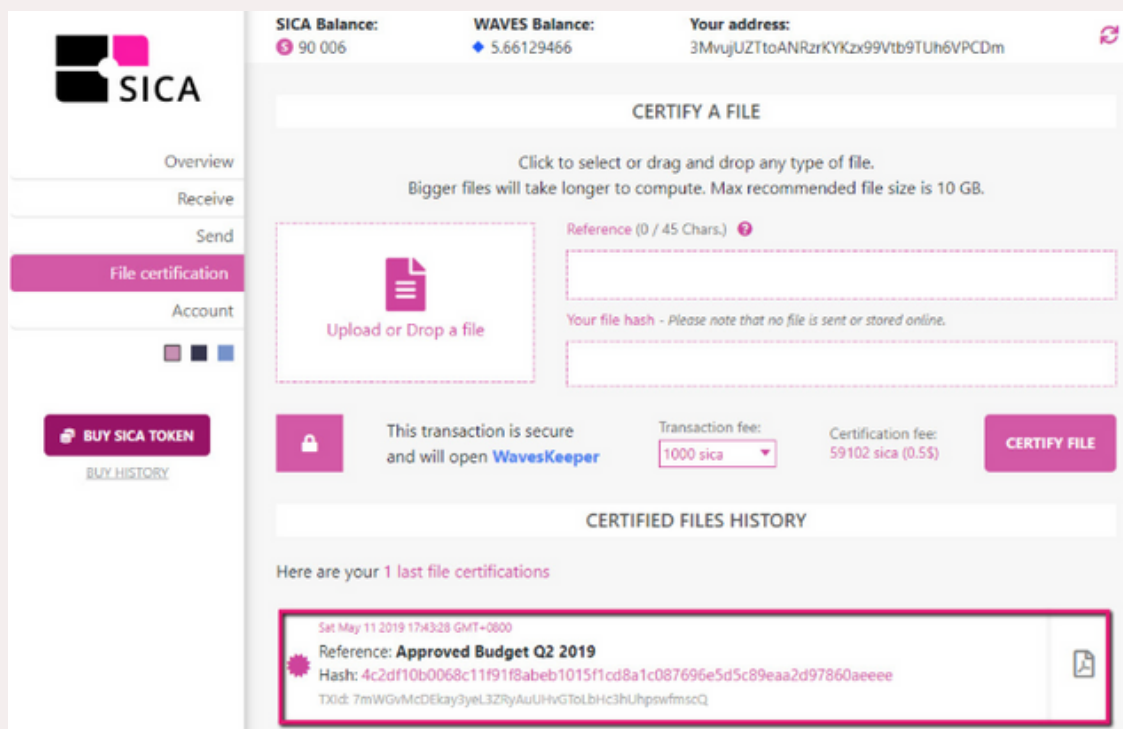 SICA
Overview
Receive
Send
File certification
Account
BUY SICA TOKEN
BUY HISTORY
SICA Balance: WAVES Balance: Your address:
90 006 5.66129466 3MvujUZTtoANRzrKYKzx99Vtb9TUh6VPCDm
CERTIFY A FILE
Click to select or drag and drop any type of file.
Bigger files will take longer to compute. Max recommended file size is 10 GB.
Upload or Drop a file
Reference (0 / 45 Chars.)
Your file hash - Please note that no file is sent or stored online.
This transaction is secure
and will open WavesKeeper
Transaction fee:
1000 sica
Certification fee:
59102 sica (0.5$)
CERTIFY FILE
CERTIFIED FILES HISTORY
Here are your 1 last file certifications
Sat May 11 2019 17:43:28 GMT+0800
Reference: Approved Budget Q2 2019
Hash: 4c2df10b0068c11f91f8abeb1015f1cd8a1c087696e5d5c89eaa2d97860aeeee
TXId: 7mWGvMcDEkay3yeL3ZRyAuUHvGToLbHc3hUhpswfmscQ